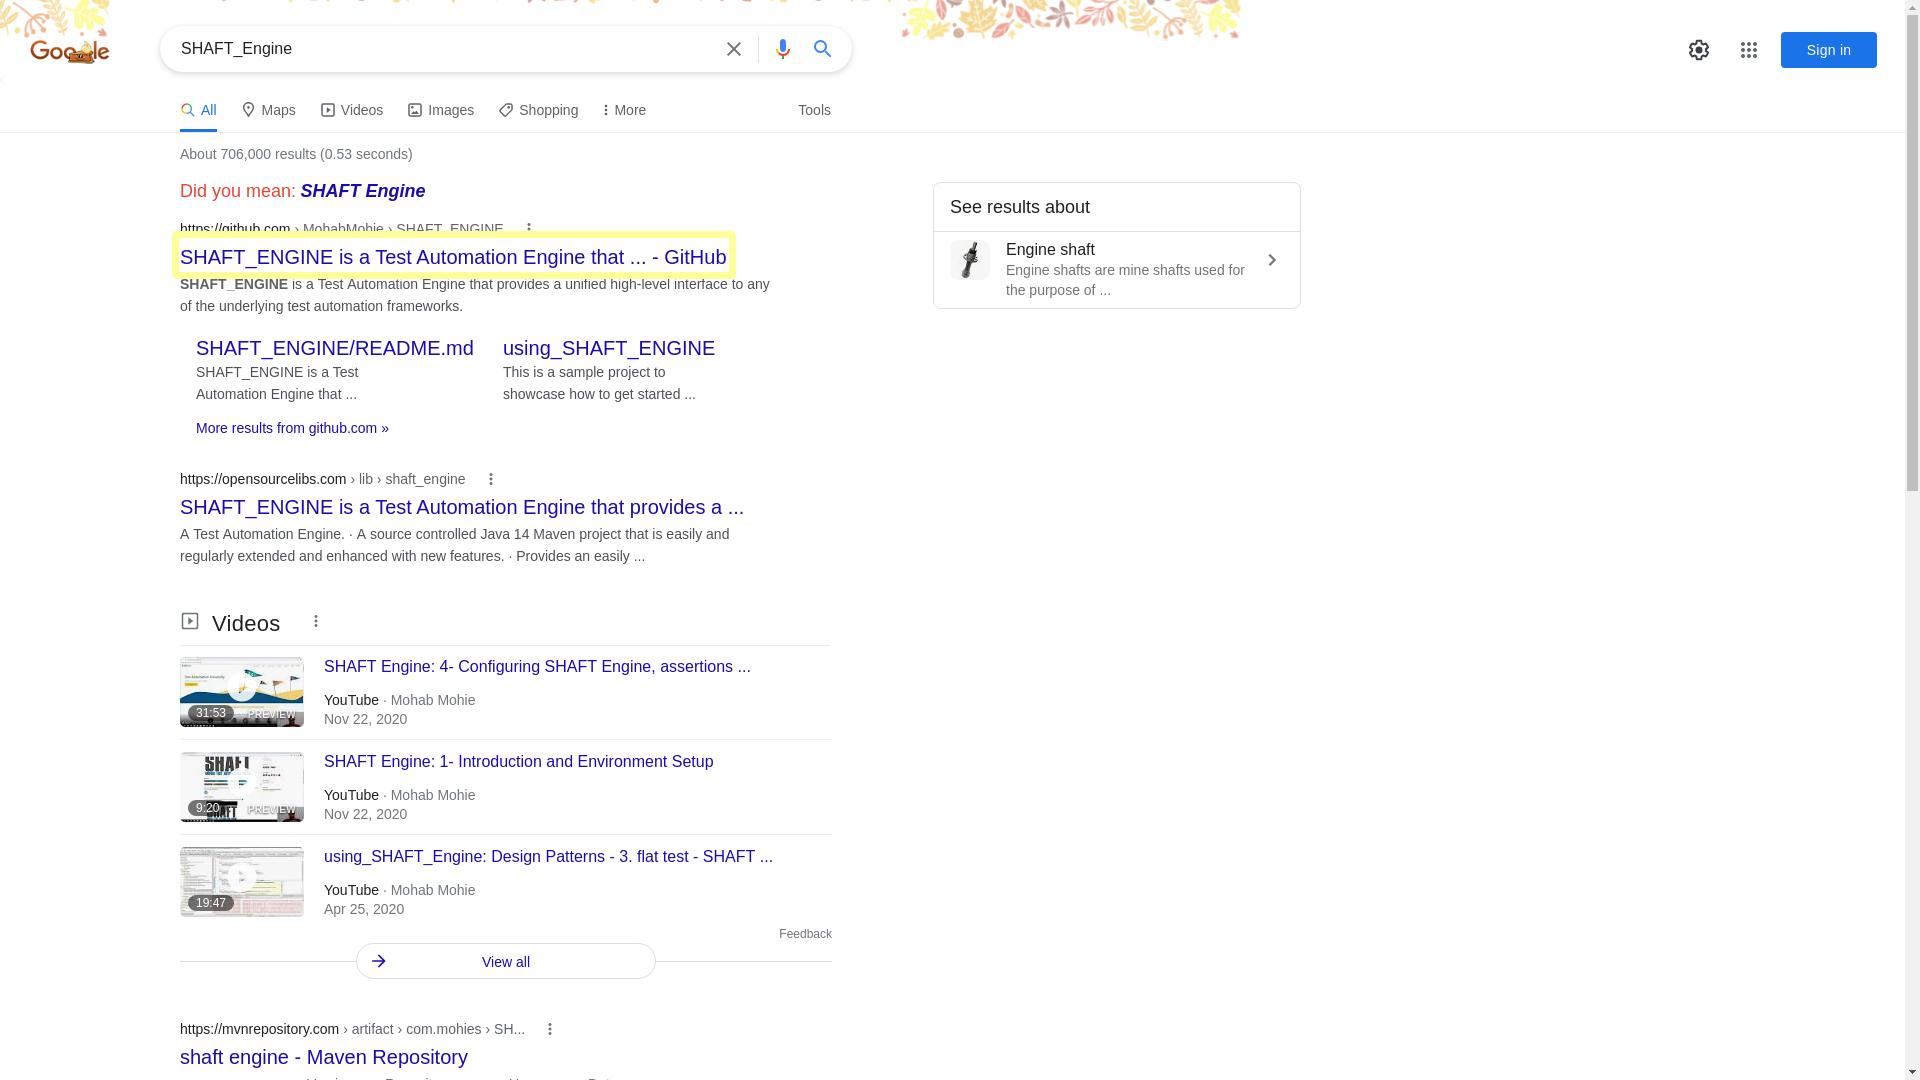 Google
SHAFT_Engine
Sign in
All
Maps
Videos
Images
Shopping
More
Tools
About 706,000 results (0.53 seconds)
Did you mean: SHAFT Engine
https://github.com › MohabMohie › SHAFT_ENGINE
SHAFT_ENGINE is a Test Automation Engine that ... - GitHub
SHAFT_ENGINE is a Test Automation Engine that provides a unified high-level interface to any
of the underlying test automation frameworks.
SHAFT_ENGINE/README.md
SHAFT_ENGINE is a Test
Automation Engine that ...
using_SHAFT_ENGINE
This is a sample project to
showcase how to get started ...
More results from github.com »
https://opensourcelibs.com › lib › shaft_engine
SHAFT_ENGINE is a Test Automation Engine that provides a ...
A Test Automation Engine. · A source controlled Java 14 Maven project that is easily and
regularly extended and enhanced with new features. · Provides an easily ...
Videos
31:53
PREVIEW
SHAFT Engine: 4- Configuring SHAFT Engine, assertions ...
YouTube · Mohab Mohie
Nov 22, 2020
SHAFT
9:20
PREVIEW
SHAFT Engine: 1- Introduction and Environment Setup
YouTube · Mohab Mohie
Nov 22, 2020
19:47
using_SHAFT_Engine: Design Patterns - 3. flat test - SHAFT ...
YouTube · Mohab Mohie
Apr 25, 2020
Feedback
View all
https://mvnrepository.com › artifact › com.mohies › SH...
shaft engine - Maven Repository
See results about
Engine shaft
Engine shafts are mine shafts used for
the purpose of ...